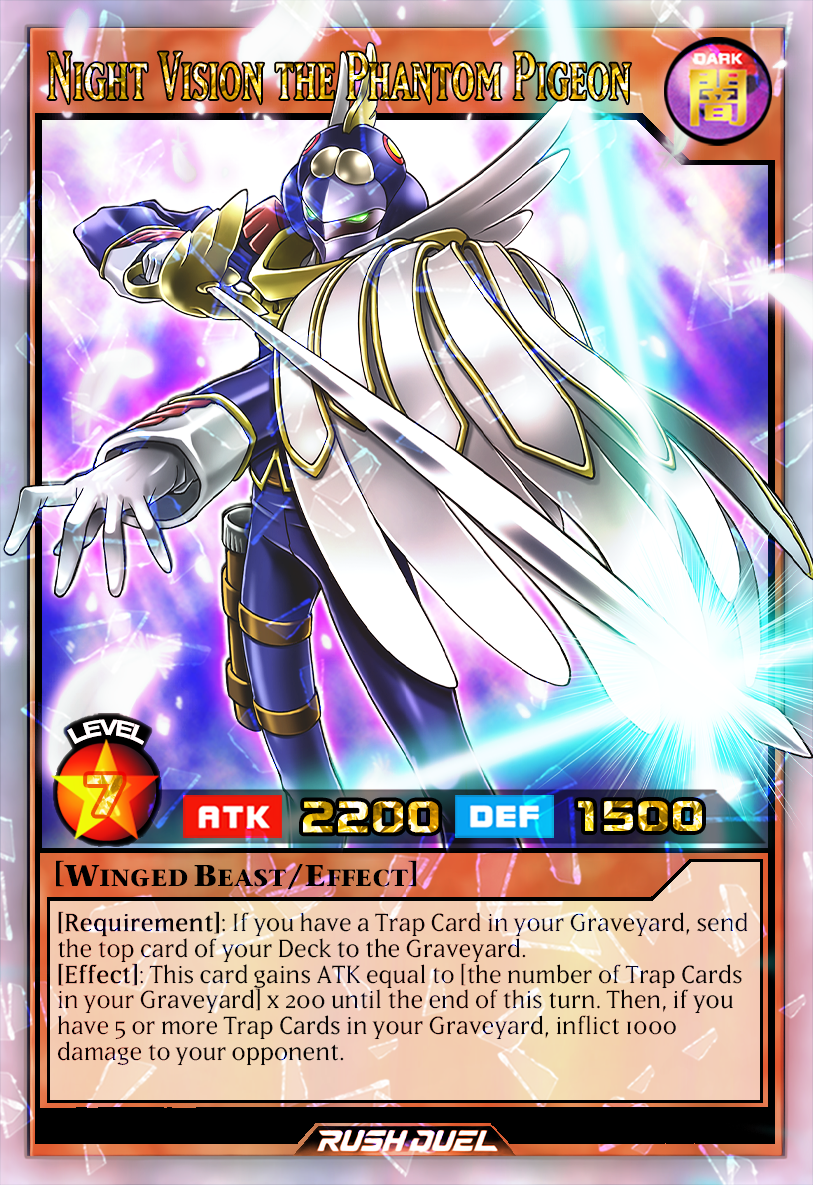 Night Vision the Phantom Pigeon
DARK
闇
LEVEL
7
ATK 2200 DEF 1500
[Winged Beast/Effect]
[Requirement]: If you have a Trap Card in your Graveyard, send
the top card of your Deck to the Graveyard.
[Effect]: This card gains ATK equal to [the number of Trap Cards
in your Graveyard] x 200 until the end of this turn. Then, if you
have 5 or more Trap Cards in your Graveyard, inflict 1000
damage to your opponent.
RUSH DUEL